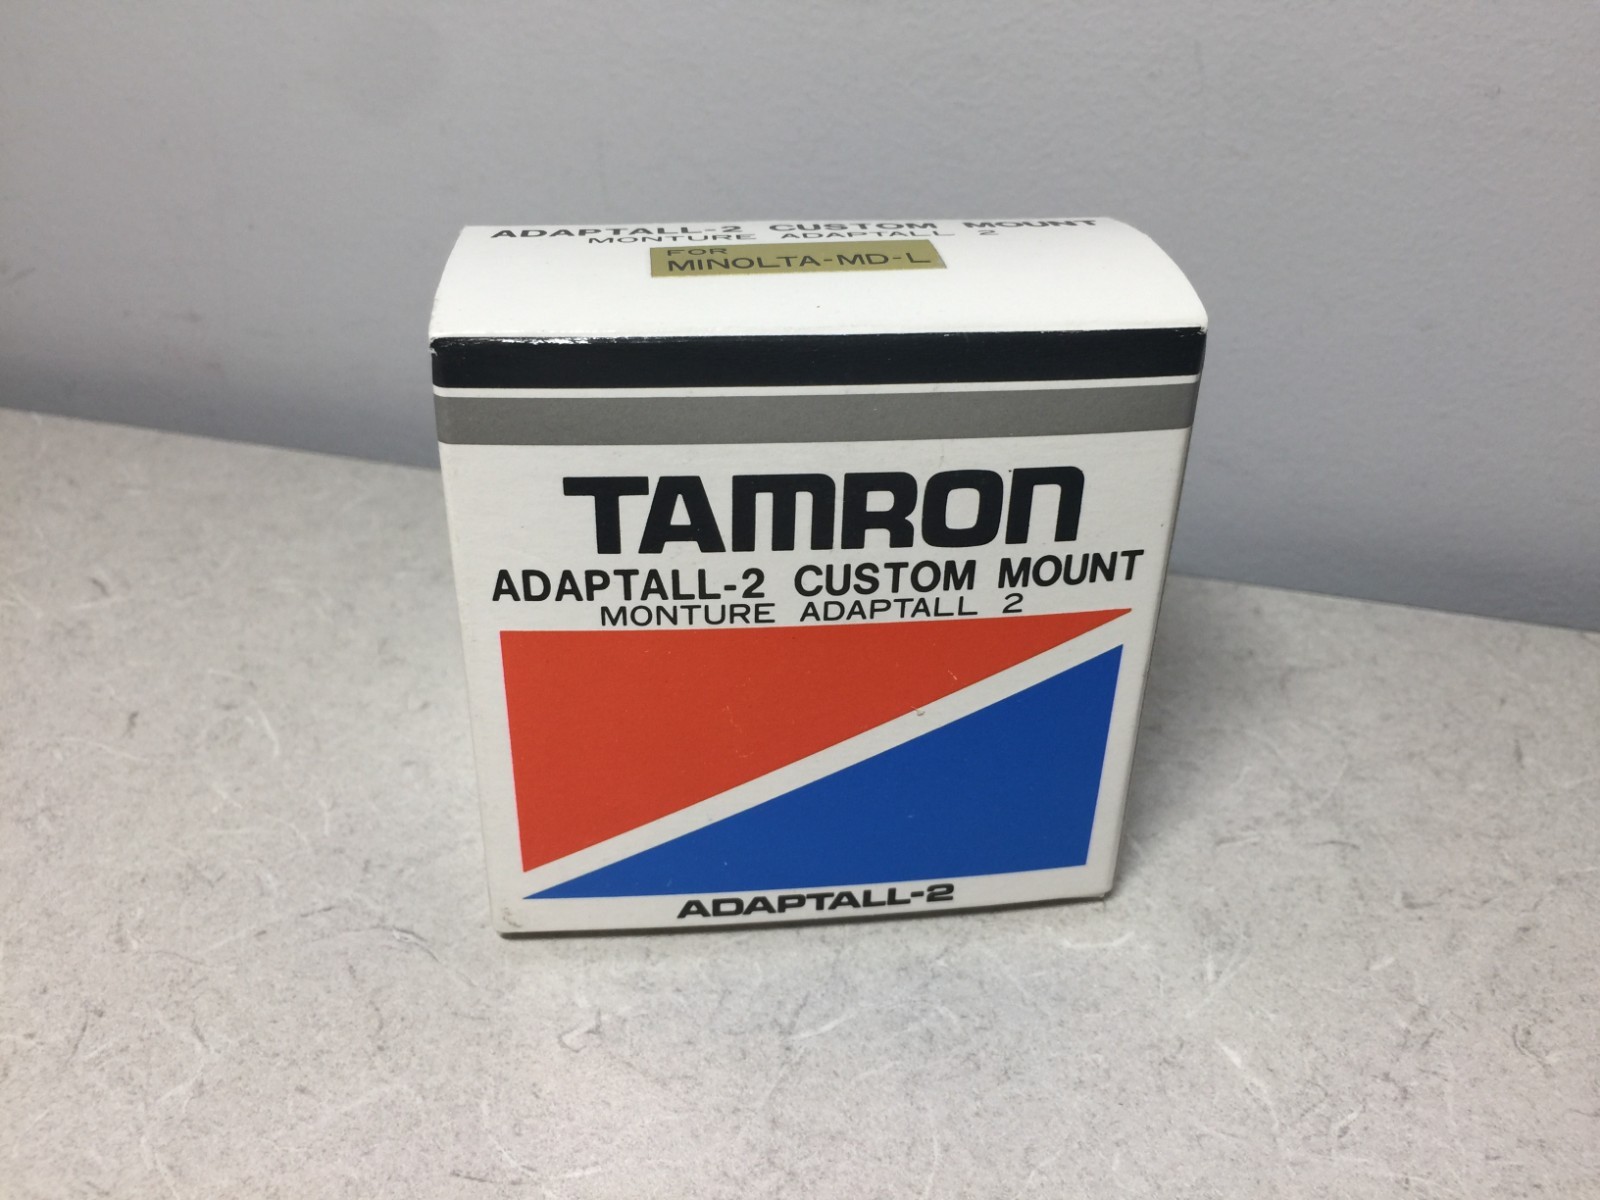 ADAPTALL-2 CUSTOM MOUNT
MONTURE ADAPTALL 2
FOR
MINOLTA-MD-L
TAMRON
ADAPTALL-2 CUSTOM MOUNT
MONTURE ADAPTALL 2
ADAPTALL-2